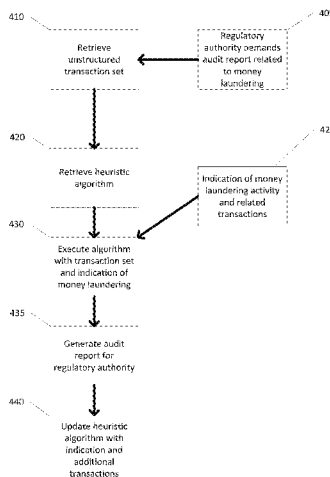 410
40
Retrieve
unstructured
transaction set
Regulatory
authority demands
audit report related
to money
laundering
420
42
Retrieve heuristic
algorithm
Indication of money
laundering activity
and related
transactions
430
Execute algorithm
with transaction set
and indication of
money laundering
435
Generate audit
report for
regulatory authority
440
Update heuristic
algorithm with
indication and
additional
transactions